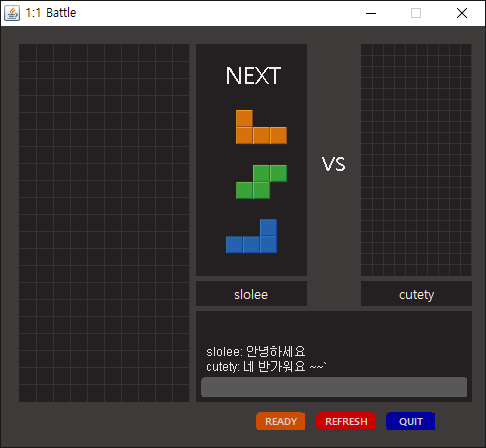 1:1 Battle
NEXT
VS
slolee
cutety
slolee: 안녕하세요
cutety: 네 반가워요 ~~`
READY
REFRESH
QUIT